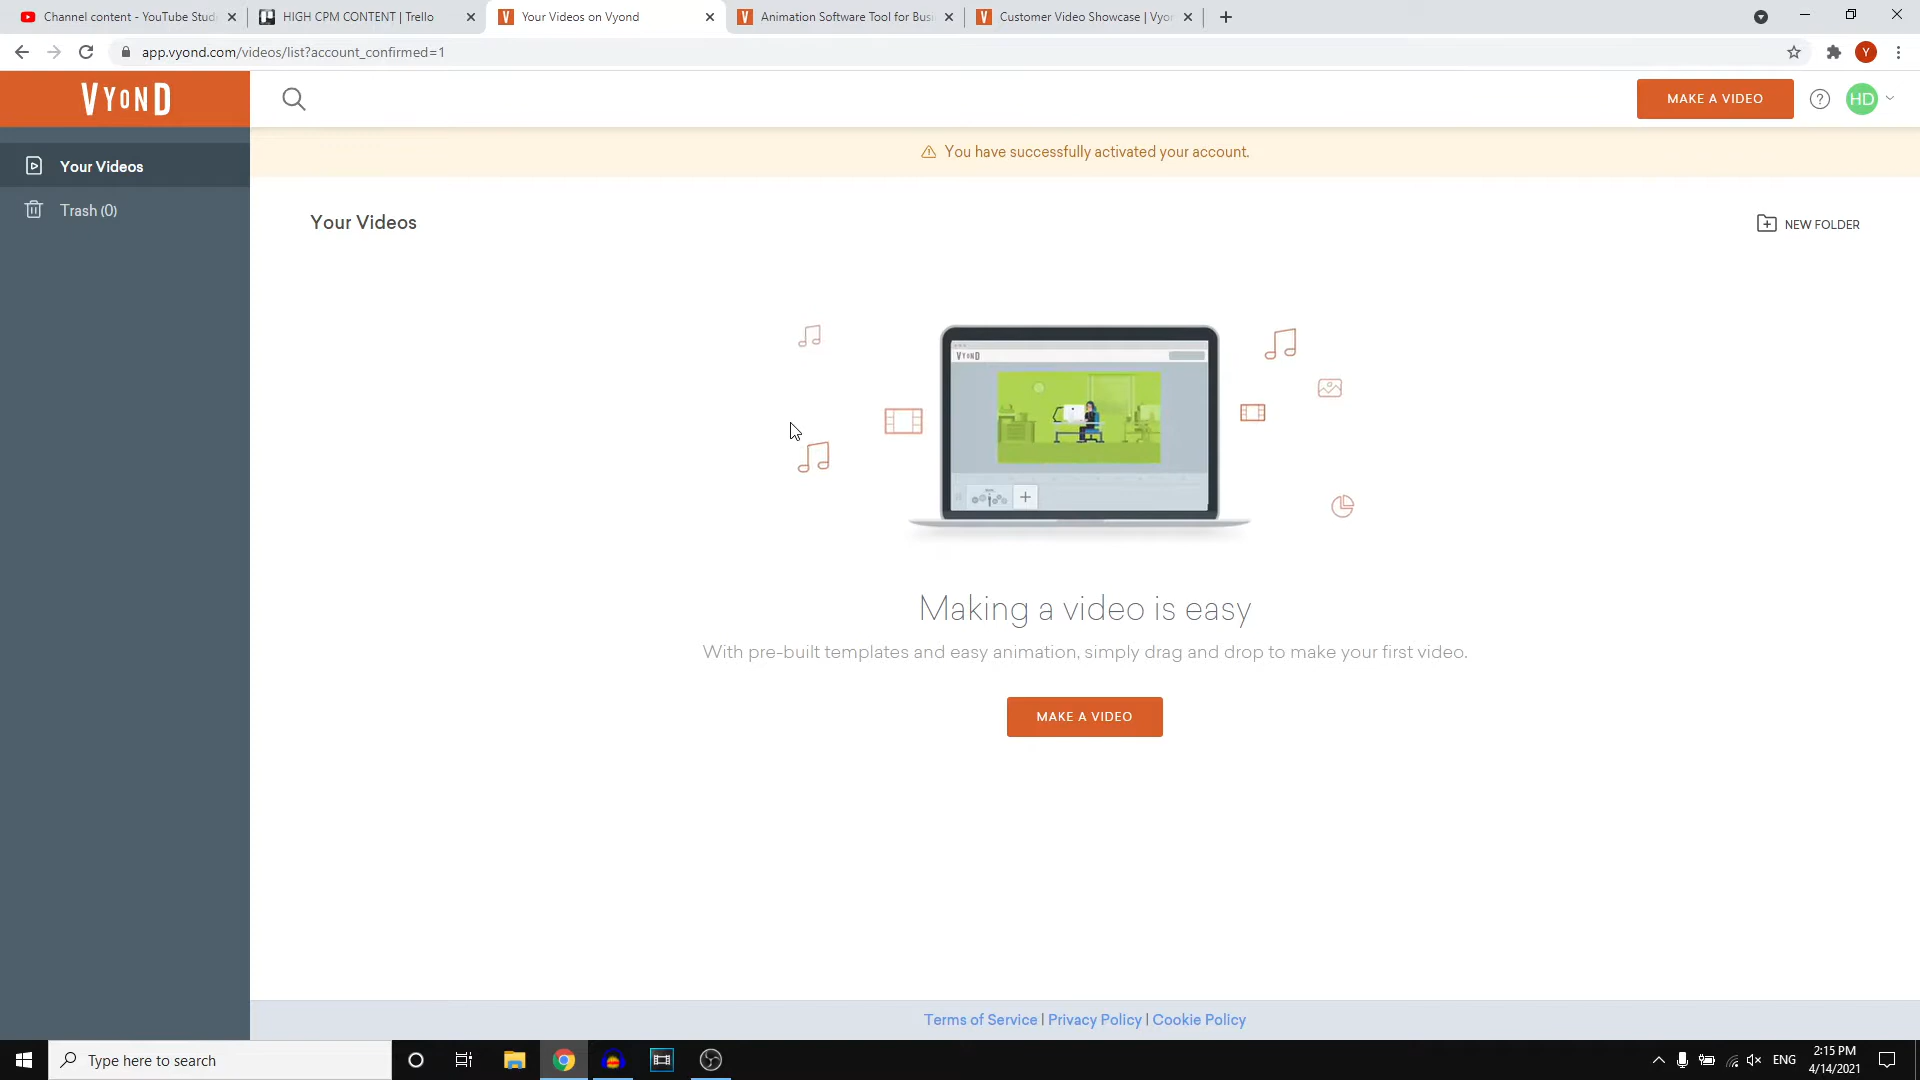 Channel content - YouTube Stud
HIGH CPM CONTENT | Trello
Your Videos on Vyond
Animation Software Tool for Bus
Customer Video Showcase | Vyo
app.vyond.com/videos/list?account_confirmed=1
Y
VYOND
MAKE A VIDEO
?
HD
You have successfully activated your account.
Your Videos
Trash (0)
Your Videos
NEW FOLDER
VYOND
Making a video is easy
With pre-built templates and easy animation, simply drag and drop to make your first video.
MAKE A VIDEO
Terms of Service | Privacy Policy | Cookie Policy
Type here to search
ENG
2:15 PM
4/14/2021